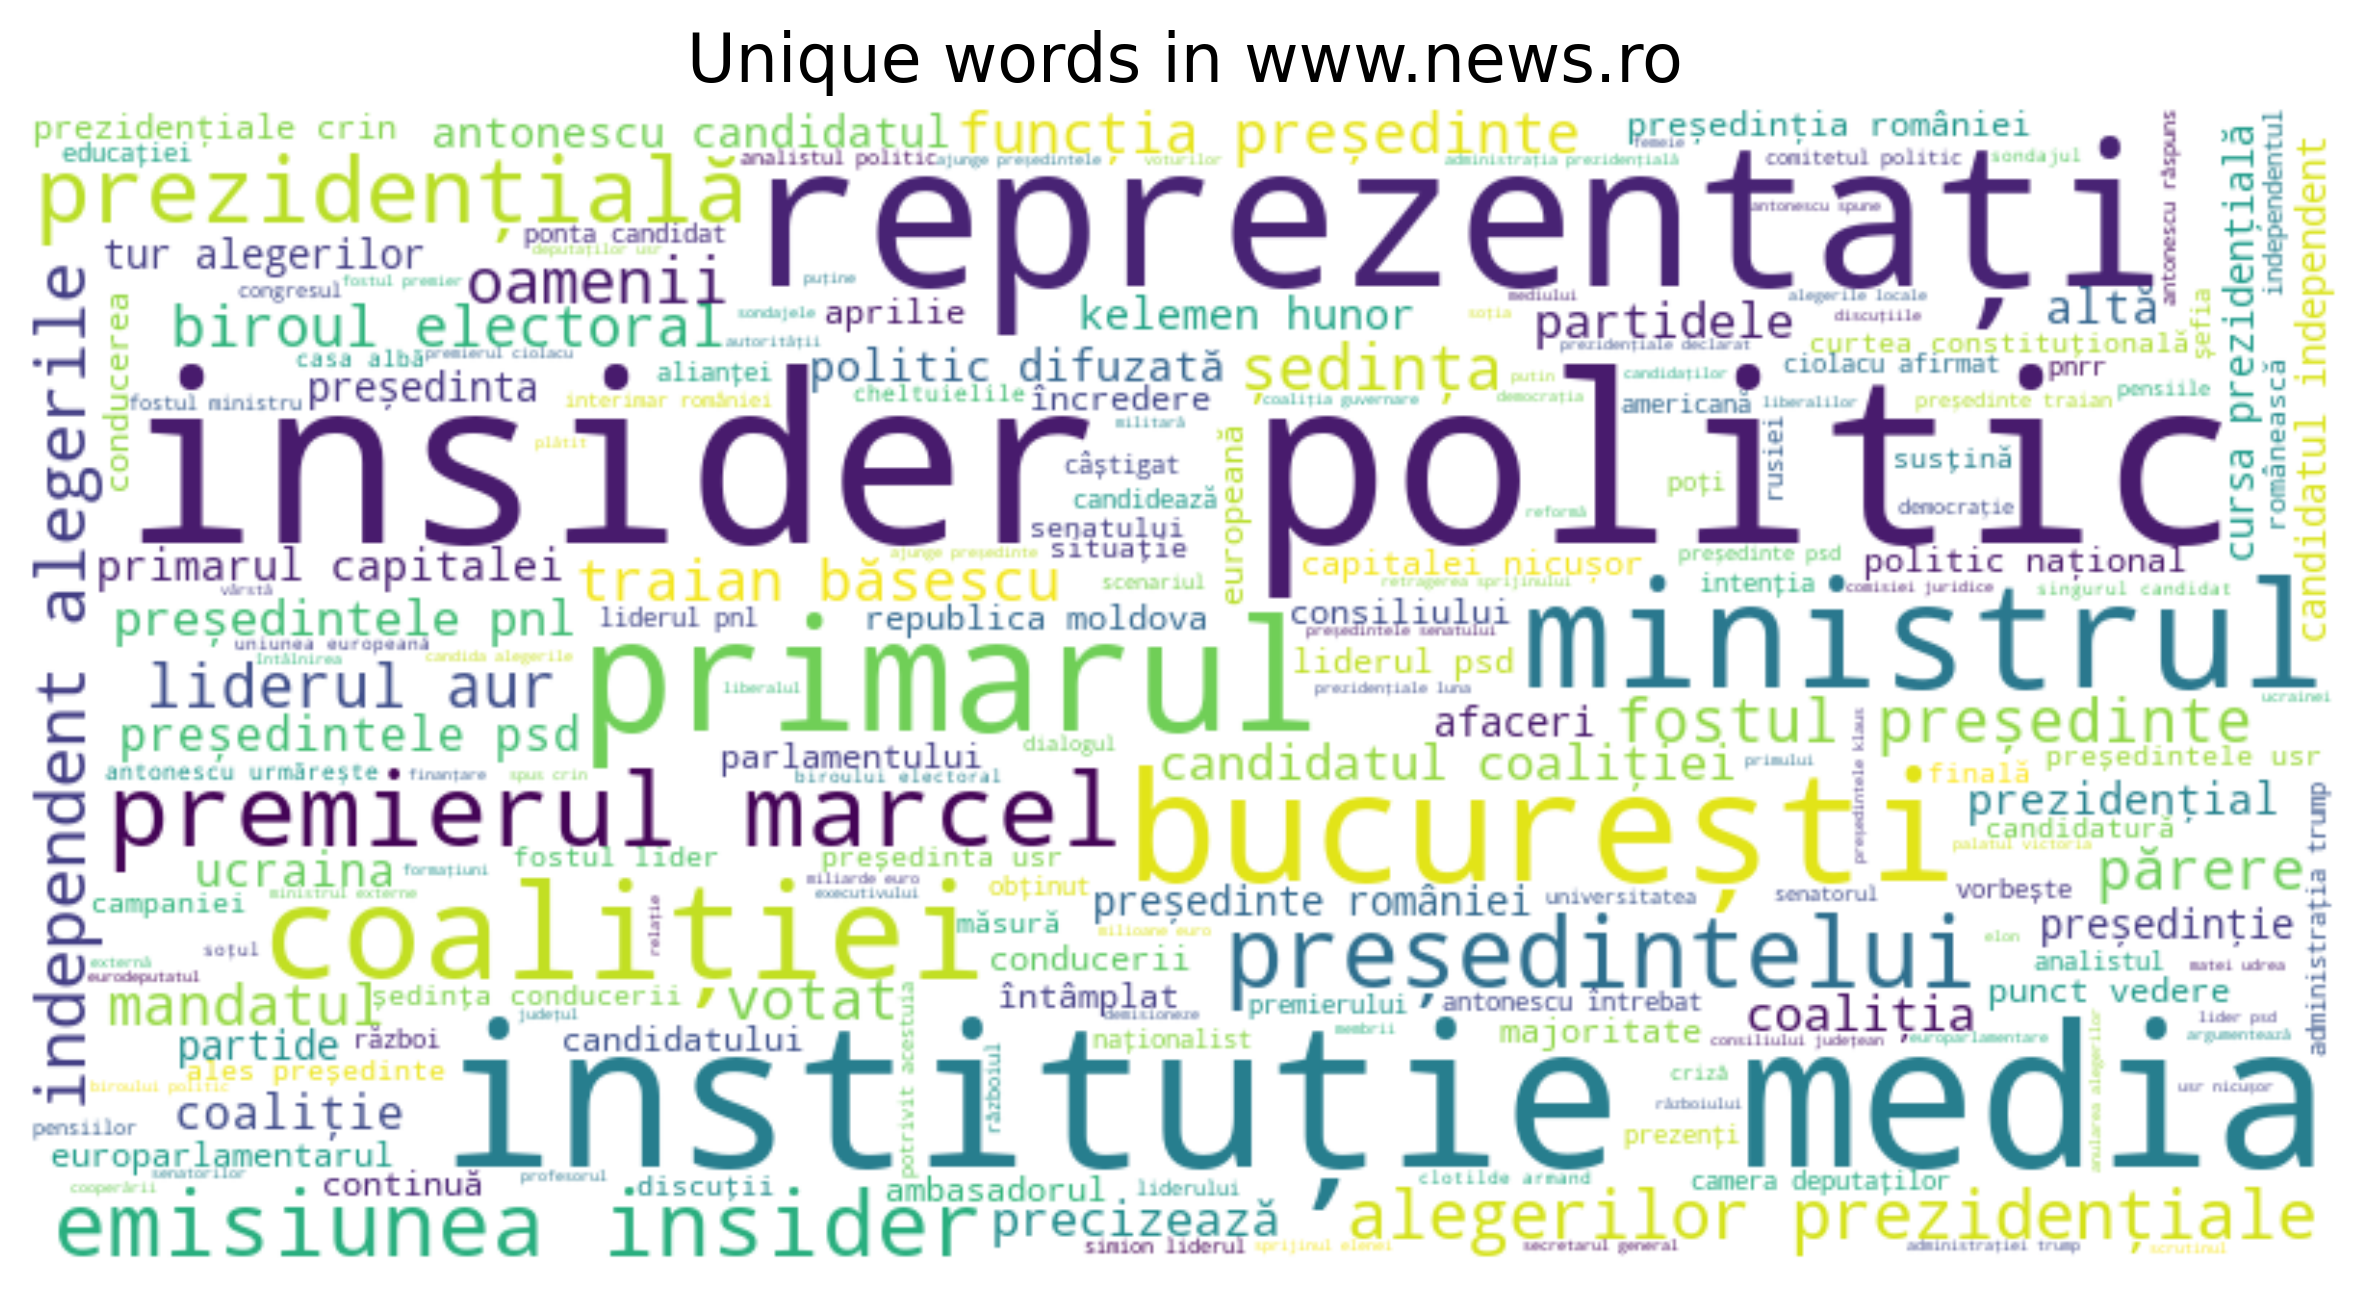 Unique words in www.news.ro
prezidențiale crin
antonescu candidatul
funcția președinte
președinția româniei
educației
analistul politic
ajunge președintele
voturilor
administrația prezidențială
femeie
comitetul politic
sondajul
antonescu răspuns
cursa prezidențială
independentul
candidatul independent
prezidențială
reprezentați
antonescu spune
tur alegerilor
ponta candidat
deputaților usr
oamenii
fostul premier
congresul
puține
independent alegerile
conducerea
biroul electoral
sondajele
aprilie
kelemen hunor
soția
mediului
alegerile locale
discuțiile
partidele
altă
șefia
autorității
casa albă
premierul ciolacu
alianței
politic difuzată
ședința
prezidențiale declarat
curtea constituțională
ciolacu afirmat
pnrr
românească
fostul ministru
președinta
interimar româniei
cheltuielile
încredere
coaliția guvernare
putin
democrația
candidaților
americană
liberalilor
președinte traian
pensiile
insider politic
plătit
militară
câștigat
candidează
senatului
situație
europeană
reformă
poți
rusiei
susțină
democrație
primarul capitalei
vârstă
traian băsescu
ajunge președinte
scenariul
capitalei nicușor
retragerea sprijinului
președinte psd
intenția
politic național
comisiei juridice
singurul candidat
președintele pnl
liderul pnl
republica moldova
consiliului
președintele senatului
ministrul
uniunea europeană
întâlnirea
candida alegerile
primarul
liderul psd
liderul aur
liberalul
prezidențiale luna
ucrainei
președintele psd
afaceri
fostul președinte
parlamentului
dialogul
candidatul coaliției
primului
președintele klaus
președintele usr
antonescu urmărește
finanțare
spus crin
biroului electoral
finală
premierul marcel
bucurești
prezidențial
administrația trump
candidatură
palatul victoria
ucraina
formațiuni
fostul lider
președinta usr
miliarde euro
executivului
obținut
părere
ministrul externe
campaniei
coaliției
relație
măsură
președinte româniei
universitatea
senatorul
vorbește
milioane euro
președinție
soțul
externă
eurodeputatul
conducerii
președintelui
elon
analistul
matei udrea
mandatul
ședința conducerii
votat
potrivit acestuia
întâmplat
premierului
antonescu întrebat
coaliția
punct vedere
județul
demisioneze
membrii
lider psd
partide
război
candidatului
naționalist
majoritate
consiliului județean
europarlamentare
argumentează
ales președinte
biroului politic
instituție media
războiul
criză
anularea alegerilor
usr nicușor
coaliție
războiului
pensiilor
prezenți
europarlamentarul
senatorilor
profesorul
clotilde armand
camera deputaților
cooperării
continuă
discuții
ambasadorul
liderului
emisiunea insider
precizează
alegerilor prezidențiale
simion liderul
sprijinul elenei
secretarul general
administrației trump
scrutinul